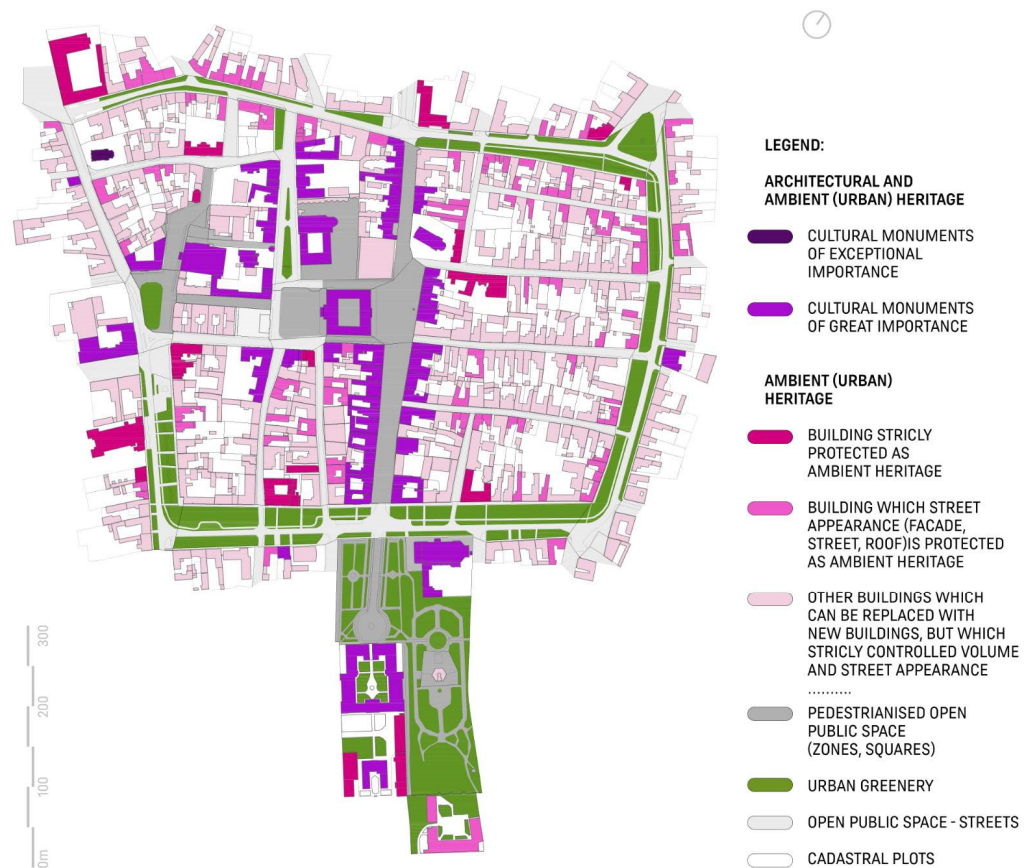 LEGEND:
ARCHITECTURAL AND
AMBIENT (URBAN) HERITAGE
CULTURAL MONUMENTS
OF EXCEPTIONAL
IMPORTANCE
CULTURAL MONUMENTS
OF GREAT IMPORTANCE
AMBIENT (URBAN)
HERITAGE
BUILDING STRICLY
PROTECTED AS
AMBIENT HERITAGE
BUILDING WHICH STREET
APPEARANCE (FACADE,
STREET, ROOF)IS PROTECTED
AS AMBIENT HERITAGE
OTHER BUILDINGS WHICH
CAN BE REPLACED WITH
NEW BUILDINGS, BUT WHICH
STRICLY CONTROLLED VOLUME
AND STREET APPEARANCE
..........
PEDESTRIANISED OPEN
PUBLIC SPACE
(ZONES, SQUARES)
URBAN GREENERY
OPEN PUBLIC SPACE - STREETS
CADASTRAL PLOTS
300
200
100
0m